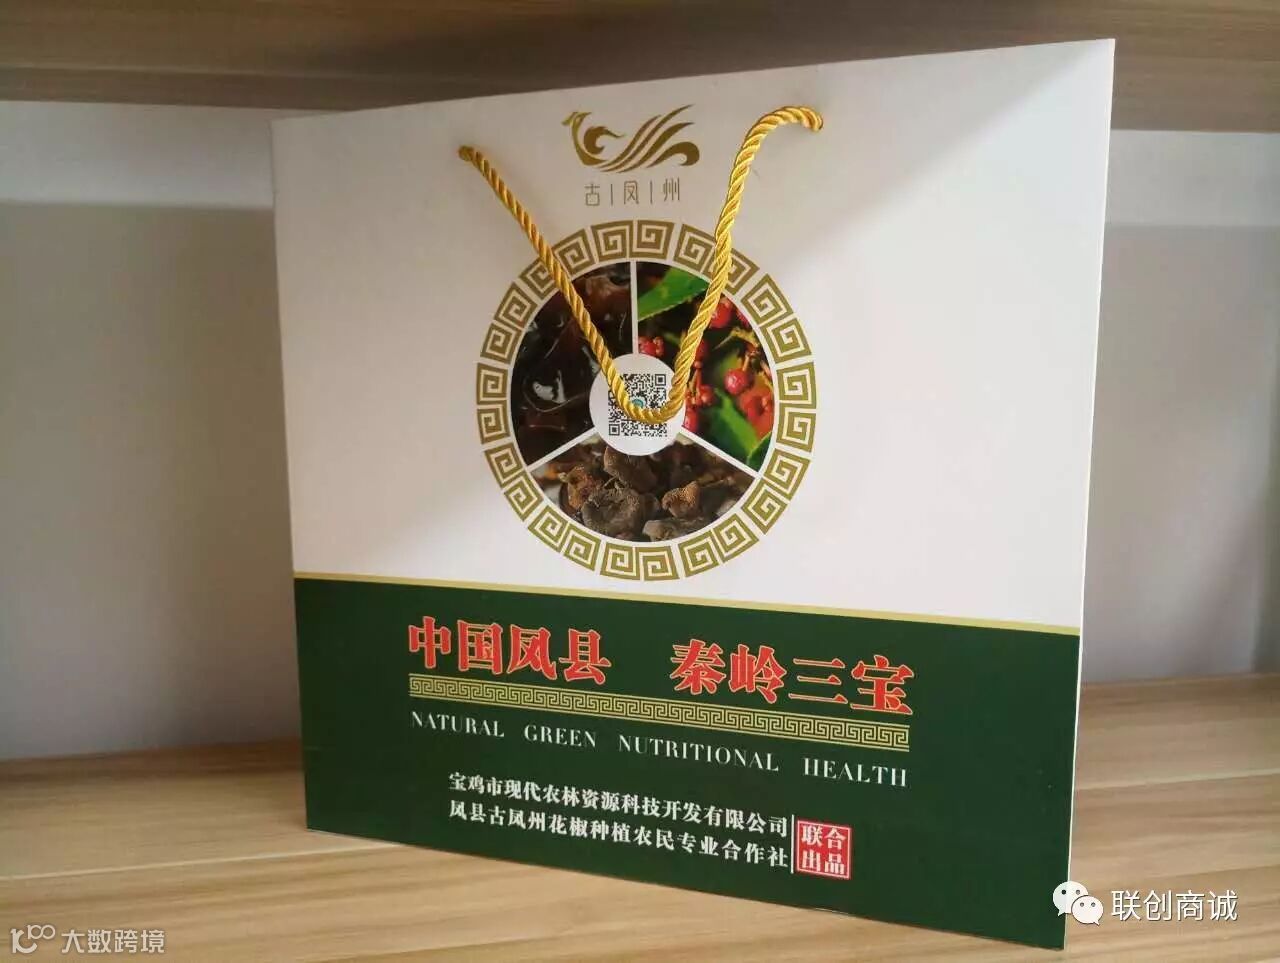 古|凤|州
中国凤县 秦岭三宝
NATURAL GREEN NUTRITIONAL HEALTH
宝鸡市现代农林资源科技开发有限公司
凤县古凤州花椒种植农民专业合作社
联合
出品
联创商诚
大数跨境